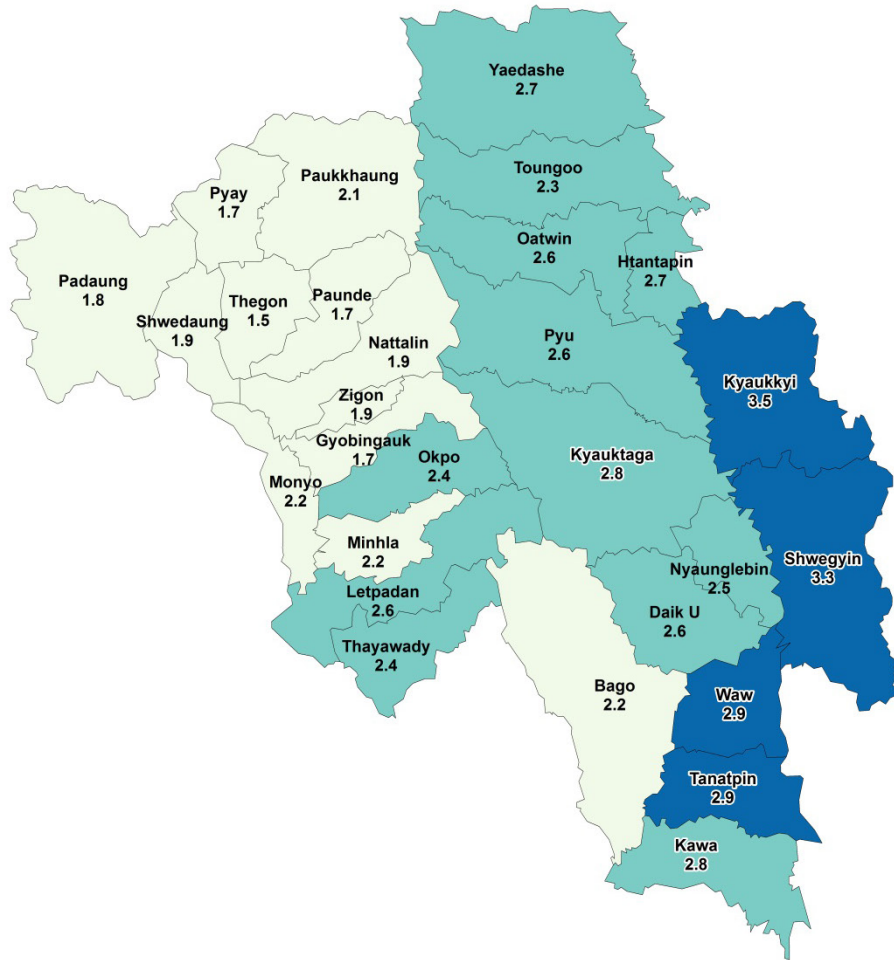 Yaedashe
2.7
Paukkhaung
2.1
Toungoo
2.3
Pyay
1.7
Oatwin
2.6
Htantapin
2.7
Padaung
1.8
Thegon
1.5
Paunde
1.7
Shwedaung
1.9
Nattalin
1.9
Pyu
2.6
Kyaukkyi
3.5
Zigon
1.9
Gyobingauk
1.7
Okpo
2.4
Kyauktaga
2.8
Monyo
2.2
Minhla
2.2
Shwegyin
3.3
Nyaunglebin
2.5
Letpadan
2.6
Daik U
2.6
Thayawady
2.4
Bago
2.2
Waw
2.9
Tanatpin
2.9
Kawa
2.8